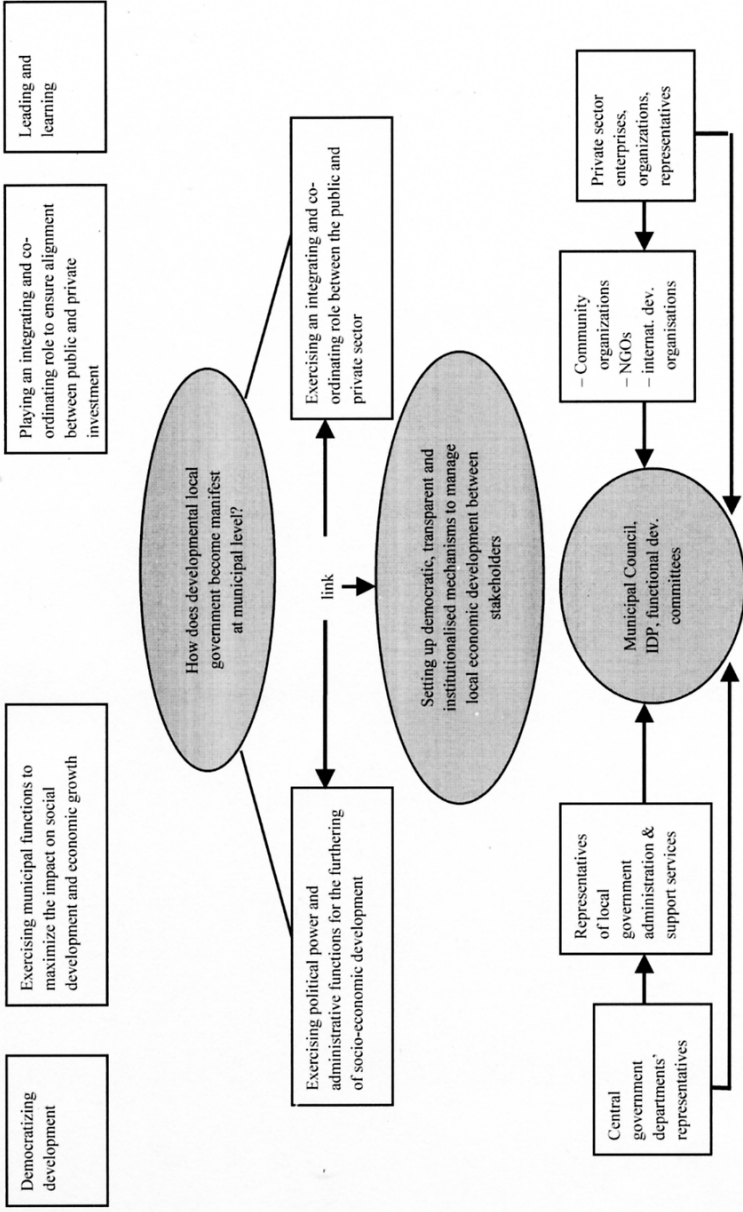 Democratizing
development
Exercising municipal functions to
maximize the impact on social
development and economic growth
Playing an integrating and co-
ordinating role to ensure alignment
between public and private
investment
Leading and
learning
How does developmental local
government become manifest
at municipal level?
Exercising political power and
administrative functions for the furthering
of socio-economic development
link
Exercising an integrating and co-
ordinating role between the public and
private sector
Setting up democratic, transparent and
institutionalised mechanisms to manage
local economic development between
stakeholders
Central
government
departments'
representatives
Representatives
of local
government
administration &
support services
Municipal Council,
IDP, functional dev.
committees
– Community
organizations
– NGOs
– internat. dev.
organisations
Private sector
enterprises,
organizations,
representatives